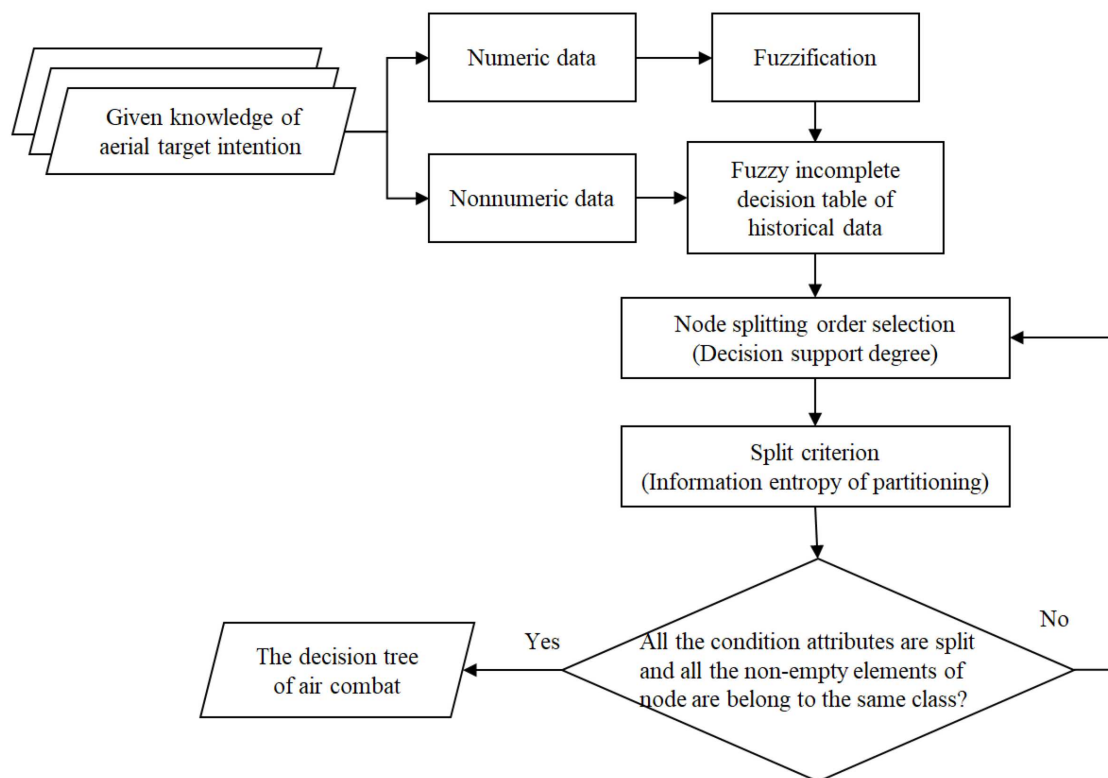 Numeric data
Fuzzification
Given knowledge of
aerial target intention
Nonnumeric data
Fuzzy incomplete
decision table of
historical data
Node splitting order selection
(Decision support degree)
Split criterion
(Information entropy of partitioning)
Yes
No
All the condition attributes are split
and all the non-empty elements of
node are belong to the same class?
The decision tree
of air combat